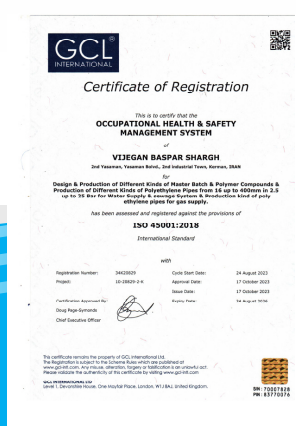 GCL
INTERNATIONAL
Certificate of Registration
This is to certify that the
OCCUPATIONAL HEALTH & SAFETY
MANAGEMENT SYSTEM
of
VIJEGAN BASPAR SHARGH
2nd Yasaman, Yasaman Bolvd., 2nd Industrial Town, Kerman, IRAN
for
Design & Production of Different Kinds of Master Batch & Polymer Compounds &
Production of Different Kinds of Polyethylene Pipes from 16 up to 400mm in 2.5
up to 25 Bar for Water Supply & sewage System & Production kind of poly
ethylene pipes for gas supply.
has been assessed and registered against the provisions of
ISO 45001:2018
International Standard
with
Registration Number: 34420829 Cycle Start Date: 24 August 2023
Project: 10-20829-2-K Approval Date: 17 October 2023
Issue Date: 17 October 2023
Certification Approved By: Expiry Date: 24 August 2026
Doug Page-Symonds
Chief Executive Officer
This certificate remains the property of GCL International Ltd.
The Registration is subject to the Scheme Rules which are published at
www.gcl-intl.com. Any misuse, alteration, forgery or falsification is an unlawful act.
Please validate the authenticity of this certificate by visiting www.gcl-intl.com
GCL INTERNATIONAL LTD
Level 1, Devonshire House, One Mayfair Place, London, W1J 8AJ, United Kingdom.
S/N : 70007828
PIN : 83770076